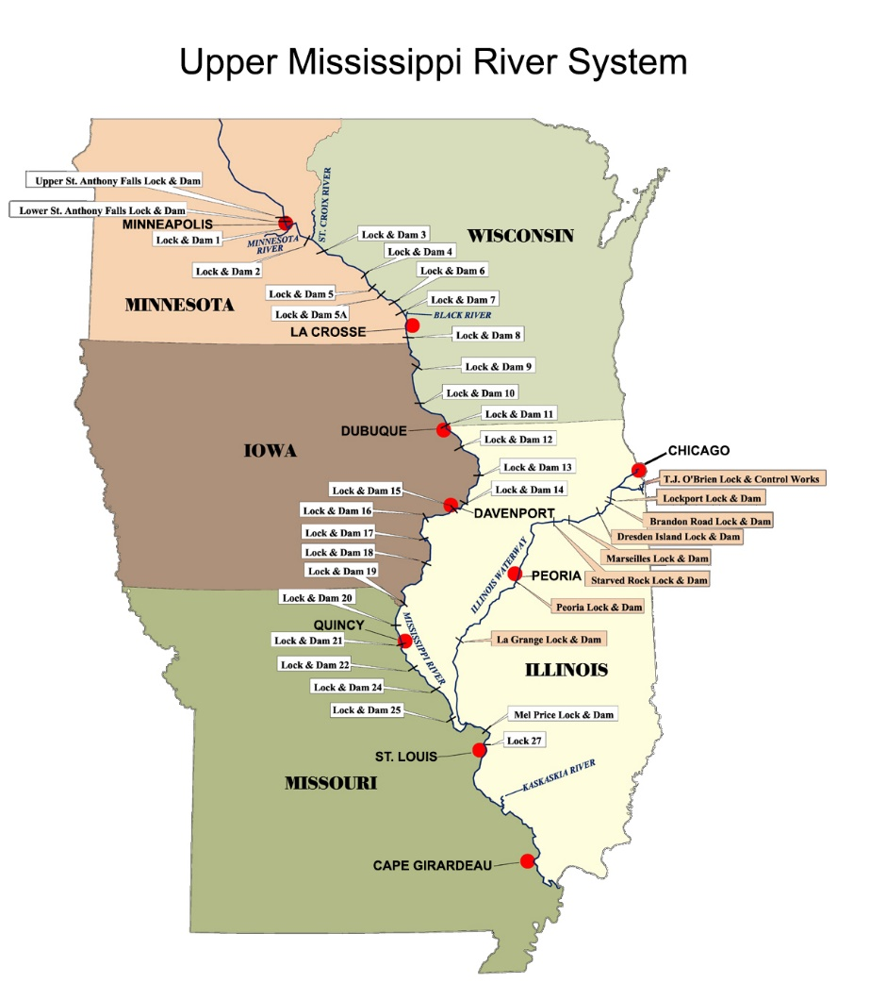 Upper Mississippi River System
Upper St. Anthony Falls Lock & Dam
Lower St. Anthony Falls Lock & Dam
MINNEAPOLIS
Lock & Dam 1
MINNESOTA
RIVER
ST. CROIX RIVER
Lock & Dam 2
Lock & Dam 3
WISCONSIN
Lock & Dam 4
Lock & Dam 6
Lock & Dam 5
Lock & Dam 7
MINNESOTA
Lock & Dam 5A
BLACK RIVER
LA CROSSE
Lock & Dam 8
Lock & Dam 9
Lock & Dam 10
Lock & Dam 11
DUBUQUE
Lock & Dam 12
IOWA
CHICAGO
Lock & Dam 13
T.J. O'Brien Lock & Control Works
Lock & Dam 15
Lock & Dam 14
Lockport Lock & Dam
Lock & Dam 16
DAVENPORT
Brandon Road Lock & Dam
Lock & Dam 17
Dresden Island Lock & Dam
Lock & Dam 18
Marseilles Lock & Dam
Lock & Dam 19
ILLINOIS WATERWAY
PEORIA
Starved Rock Lock & Dam
Lock & Dam 20
Peoria Lock & Dam
QUINCY
MISSISSIPPI RIVER
Lock & Dam 21
La Grange Lock & Dam
Lock & Dam 22
ILLINOIS
Lock & Dam 24
Lock & Dam 25
Mel Price Lock & Dam
Lock 27
ST. LOUIS
MISSOURI
KASKASKIA RIVER
CAPE GIRARDEAU